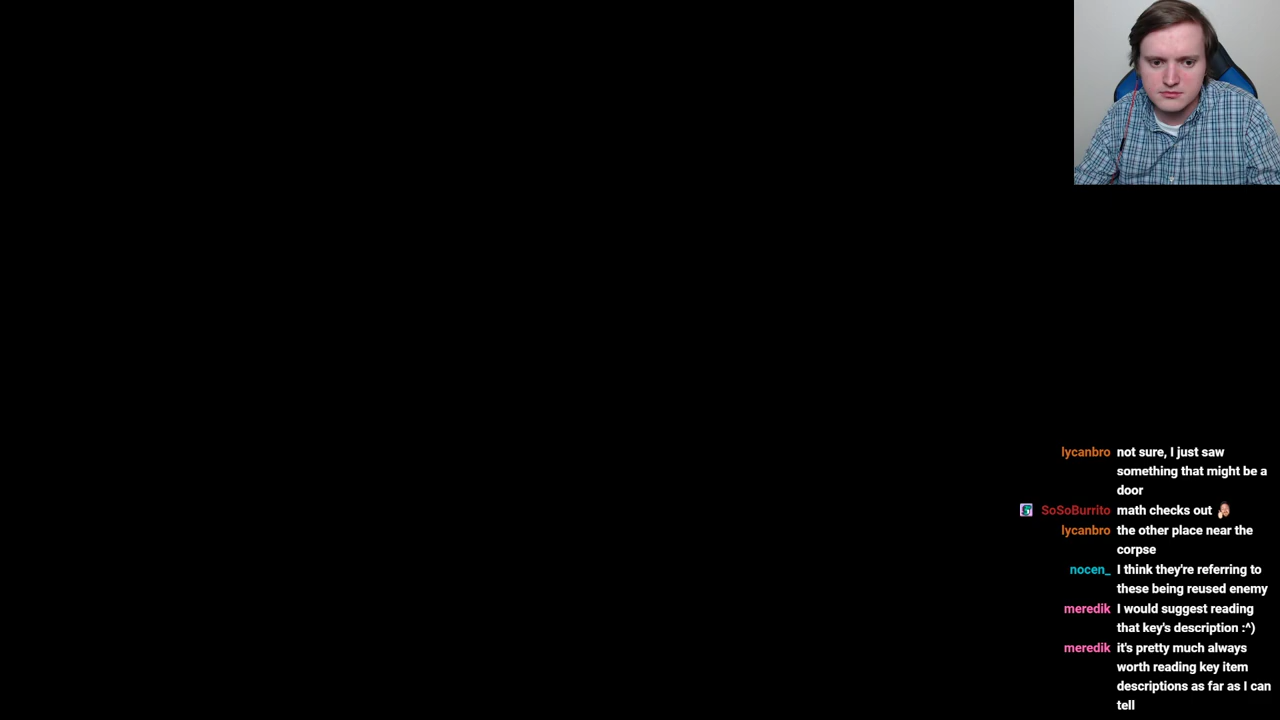 lycanbro not sure, I just saw
something that might be a
door
SoSoBurrito math checks out
lycanbro the other place near the
corpse
nocen_ I think they're referring to
these being reused enemy
meredik I would suggest reading
that key's description :^)
meredik it's pretty much always
worth reading key item
descriptions as far as I can
tell